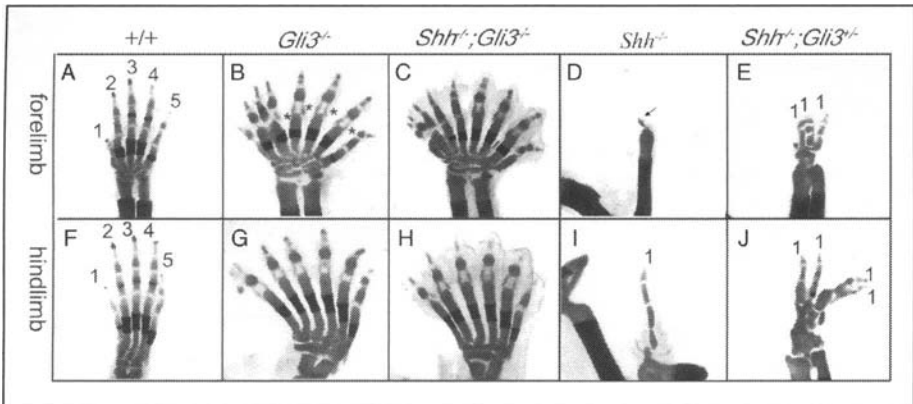 +/+ Gli3-/- Shh-/-;Gli3-/- Shh-/- Shh-/-;Gli3+/-
forelimb
A 1 2 3 4 5
B * * * *
C
D
E 1 1 1
hindlimb
F 1 2 3 4 5
G
H
I 1
J 1 1 1 1